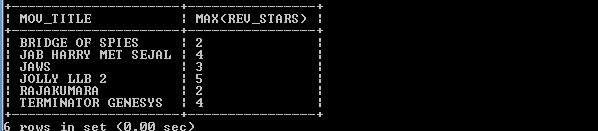 MOV_TITLE | MAX(REV_STARS)
BRIDGE OF SPIES | 2
JAB HARRY MET SEJAL | 4
JAWS | 3
JOLLY LLB 2 | 5
RAJAKUMARA | 2
TERMINATOR GENESYS | 4
6 rows in set (0.00 sec)